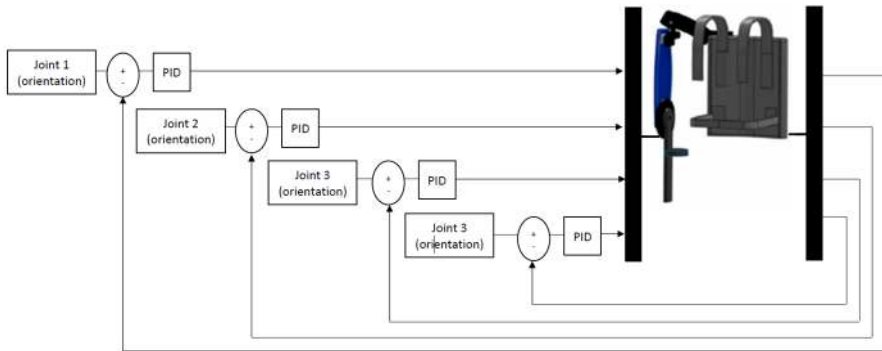 Joint 1
(orientation)
+
-
PID
Joint 2
(orientation)
+
-
PID
Joint 3
(orientation)
+
-
PID
Joint 3
(orientation)
+
-
PID